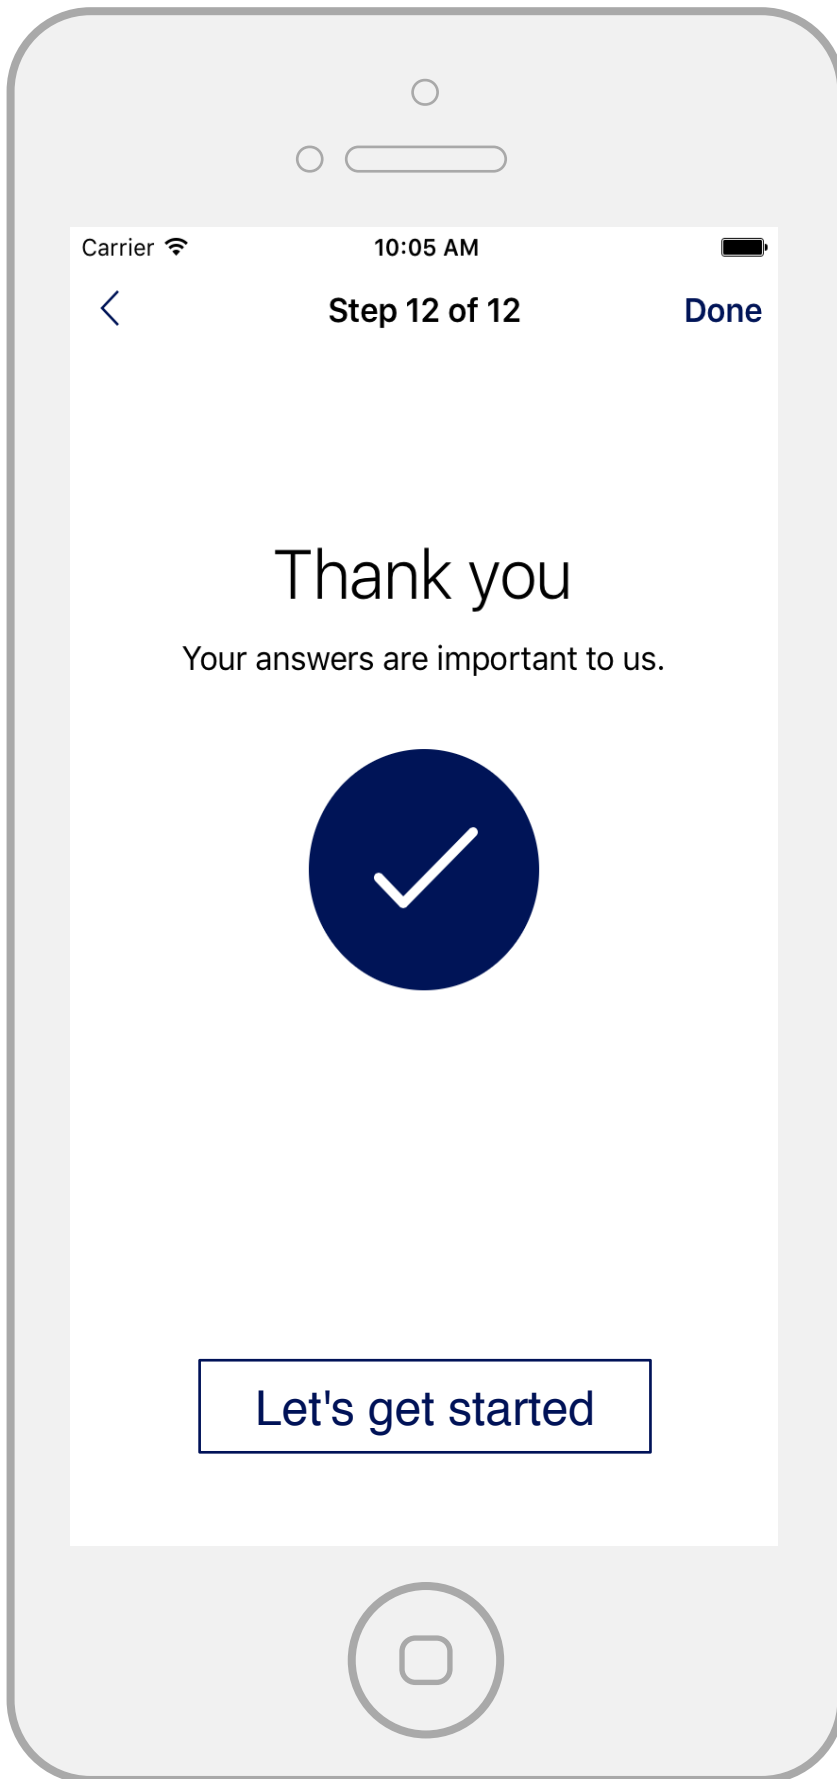 Carrier
10:05 AM
Step 12 of 12
Done
Thank you
Your answers are important to us.
Let's get started